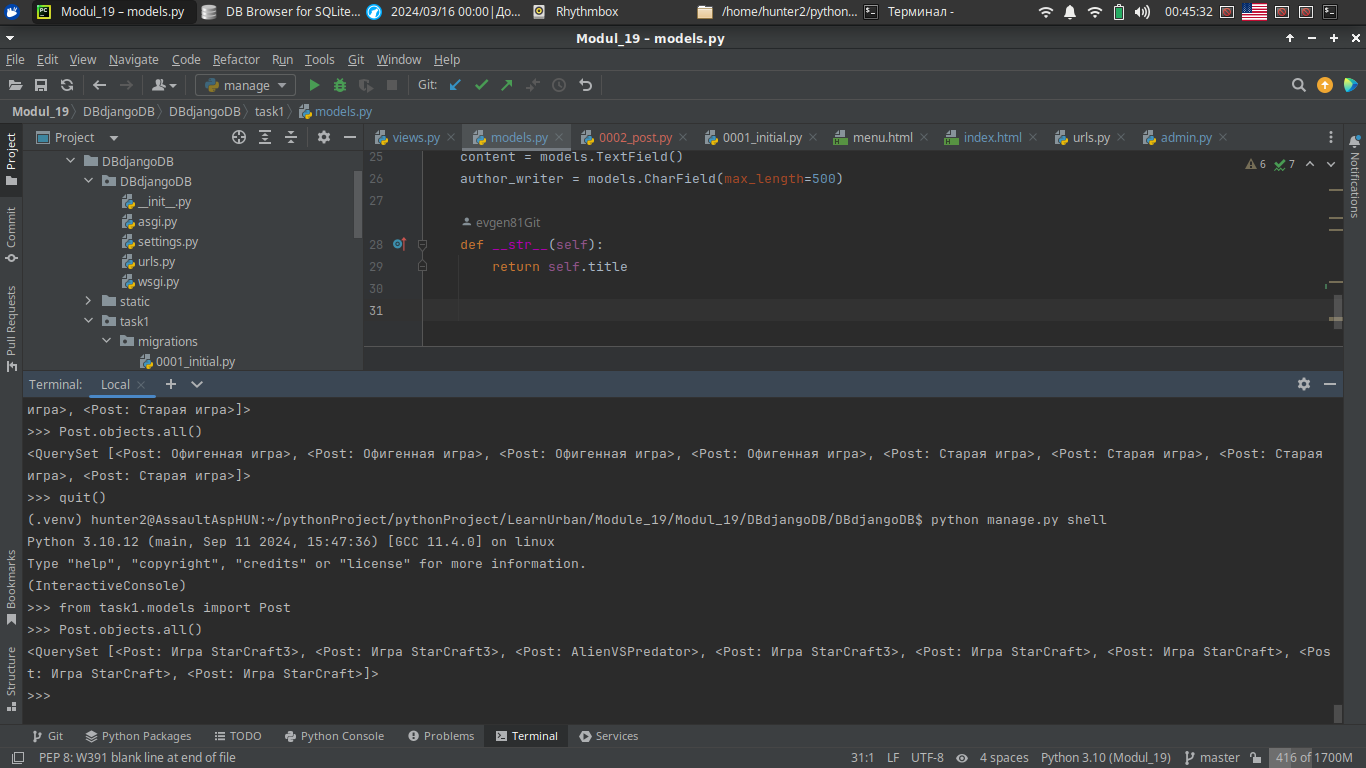 Modul_19 – models.py
DB Browser for SQLite...
2024/03/16 00:00|До...
Rhythmbox
/home/hunter2/python...
Терминал -
00:45:32
Modul_19 – models.py
File Edit View Navigate Code Refactor Run Tools Git Window Help
manage
Git:
Modul_19 DBdjangoDB DBdjangoDB task1 models.py
Project
views.py models.py 0002_post.py 0001_initial.py menu.html index.html urls.py admin.py
Project
Commit
Pull Requests
Bookmarks
Structure
Notifications
DBdjangoDB
DBdjangoDB
__init__.py
asgi.py
settings.py
urls.py
wsgi.py
static
task1
migrations
0001_initial.py
6 7
25 content = models.TextField()
26 author_writer = models.CharField(max_length=500)
27
evgen81Git
28 def __str__(self):
29 return self.title
30
31
Terminal: Local
игра>, <Post: Старая игра>]>
>>> Post.objects.all()
<QuerySet [<Post: Офигенная игра>, <Post: Офигенная игра>, <Post: Офигенная игра>, <Post: Офигенная игра>, <Post: Старая игра>, <Post: Старая игра>, <Post: Старая
игра>, <Post: Старая игра>]>
>>> quit()
(.venv) hunter2@AssaultAspHUN:~/pythonProject/pythonProject/LearnUrban/Module_19/Modul_19/DBdjangoDB/DBdjangoDB$ python manage.py shell
Python 3.10.12 (main, Sep 11 2024, 15:47:36) [GCC 11.4.0] on linux
Type "help", "copyright", "credits" or "license" for more information.
(InteractiveConsole)
>>> from task1.models import Post
>>> Post.objects.all()
<QuerySet [<Post: Игра StarCraft3>, <Post: Игра StarCraft3>, <Post: AlienVSPredator>, <Post: Игра StarCraft3>, <Post: Игра StarCraft>, <Post: Игра StarCraft>, <Pos
t: Игра StarCraft>, <Post: Игра StarCraft>]>
>>>
Git Python Packages TODO Python Console Problems Terminal Services
PEP 8: W391 blank line at end of file
31:1 LF UTF-8 4 spaces Python 3.10 (Modul_19) master 416 of 1700M